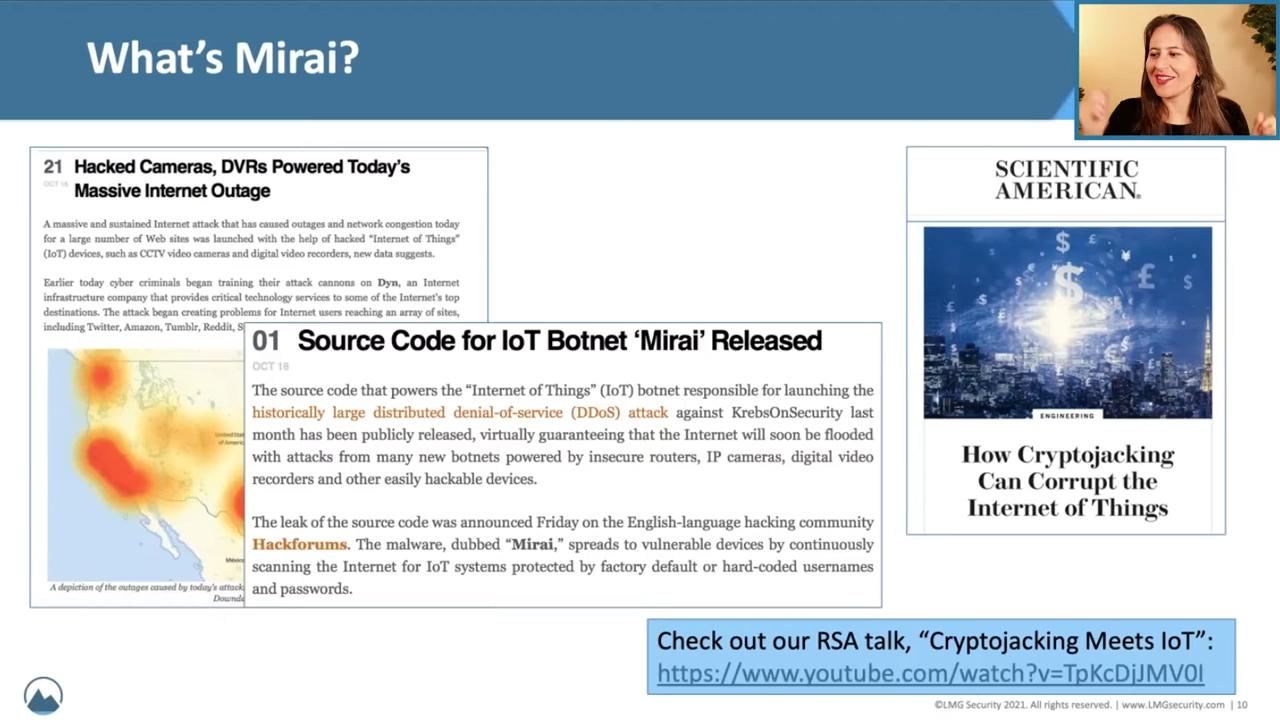 What's Mirai?
21 Hacked Cameras, DVRs Powered Today's
OCT 16 Massive Internet Outage
A massive and sustained Internet attack that has caused outages and network congestion today
for a large number of Web sites was launched with the help of hacked “Internet of Things”
(IoT) devices, such as CCTV video cameras and digital video recorders, new data suggests.
Earlier today cyber criminals began training their attack cannons on Dyn, an Internet
infrastructure company that provides critical technology services to some of the Internet's top
destinations. The attack began creating problems for Internet users reaching an array of sites,
including Twitter, Amazon, Tumblr, Reddit, S
United States
of America
México
A depiction of the outages caused by today's attack
Downde
01 Source Code for IoT Botnet ‘Mirai’ Released
OCT 16
The source code that powers the “Internet of Things” (IoT) botnet responsible for launching the
historically large distributed denial-of-service (DDoS) attack against KrebsOnSecurity last
month has been publicly released, virtually guaranteeing that the Internet will soon be flooded
with attacks from many new botnets powered by insecure routers, IP cameras, digital video
recorders and other easily hackable devices.
The leak of the source code was announced Friday on the English-language hacking community
Hackforums. The malware, dubbed “Mirai,” spreads to vulnerable devices by continuously
scanning the Internet for IoT systems protected by factory default or hard-coded usernames
and passwords.
SCIENTIFIC
AMERICAN®
ENGINEERING
How Cryptojacking
Can Corrupt the
Internet of Things
Check out our RSA talk, “Cryptojacking Meets IoT”:
https://www.youtube.com/watch?v=TpKcDjJMV0I
©LMG Security 2021. All rights reserved. | www.LMGsecurity.com | 10